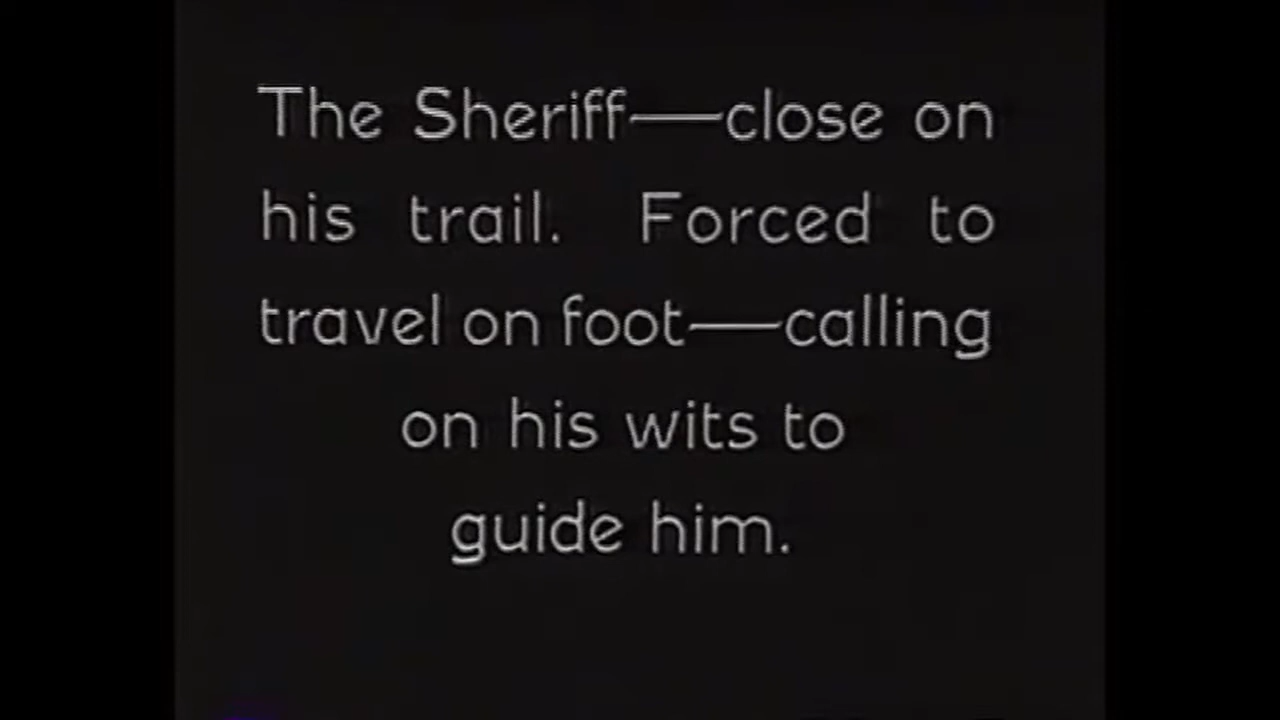 The Sheriff—close on
his trail. Forced to
travel on foot—calling
on his wits to
guide him.